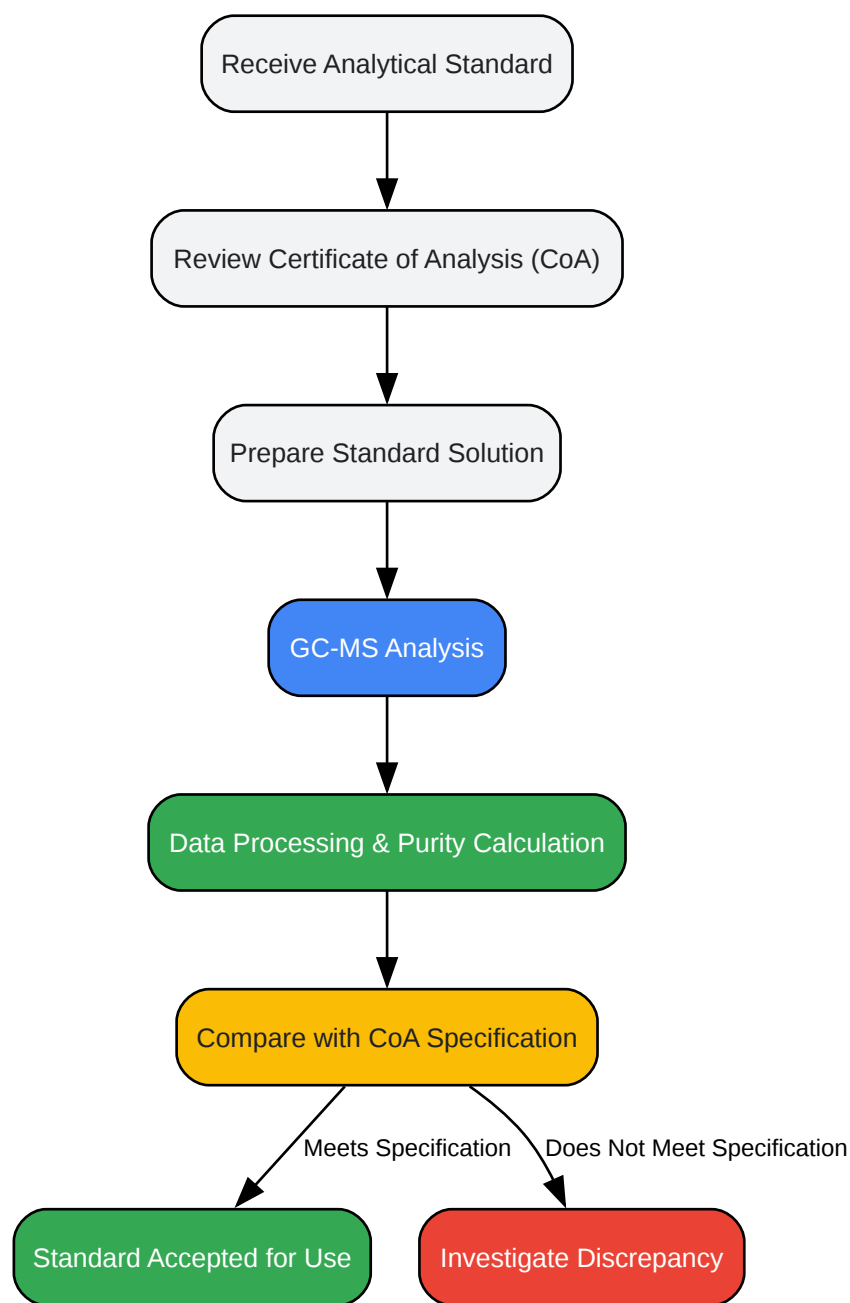 Receive Analytical Standard
Review Certificate of Analysis (CoA)
Prepare Standard Solution
GC-MS Analysis
Data Processing & Purity Calculation
Compare with CoA Specification
Meets Specification
Does Not Meet Specification
Standard Accepted for Use
Investigate Discrepancy